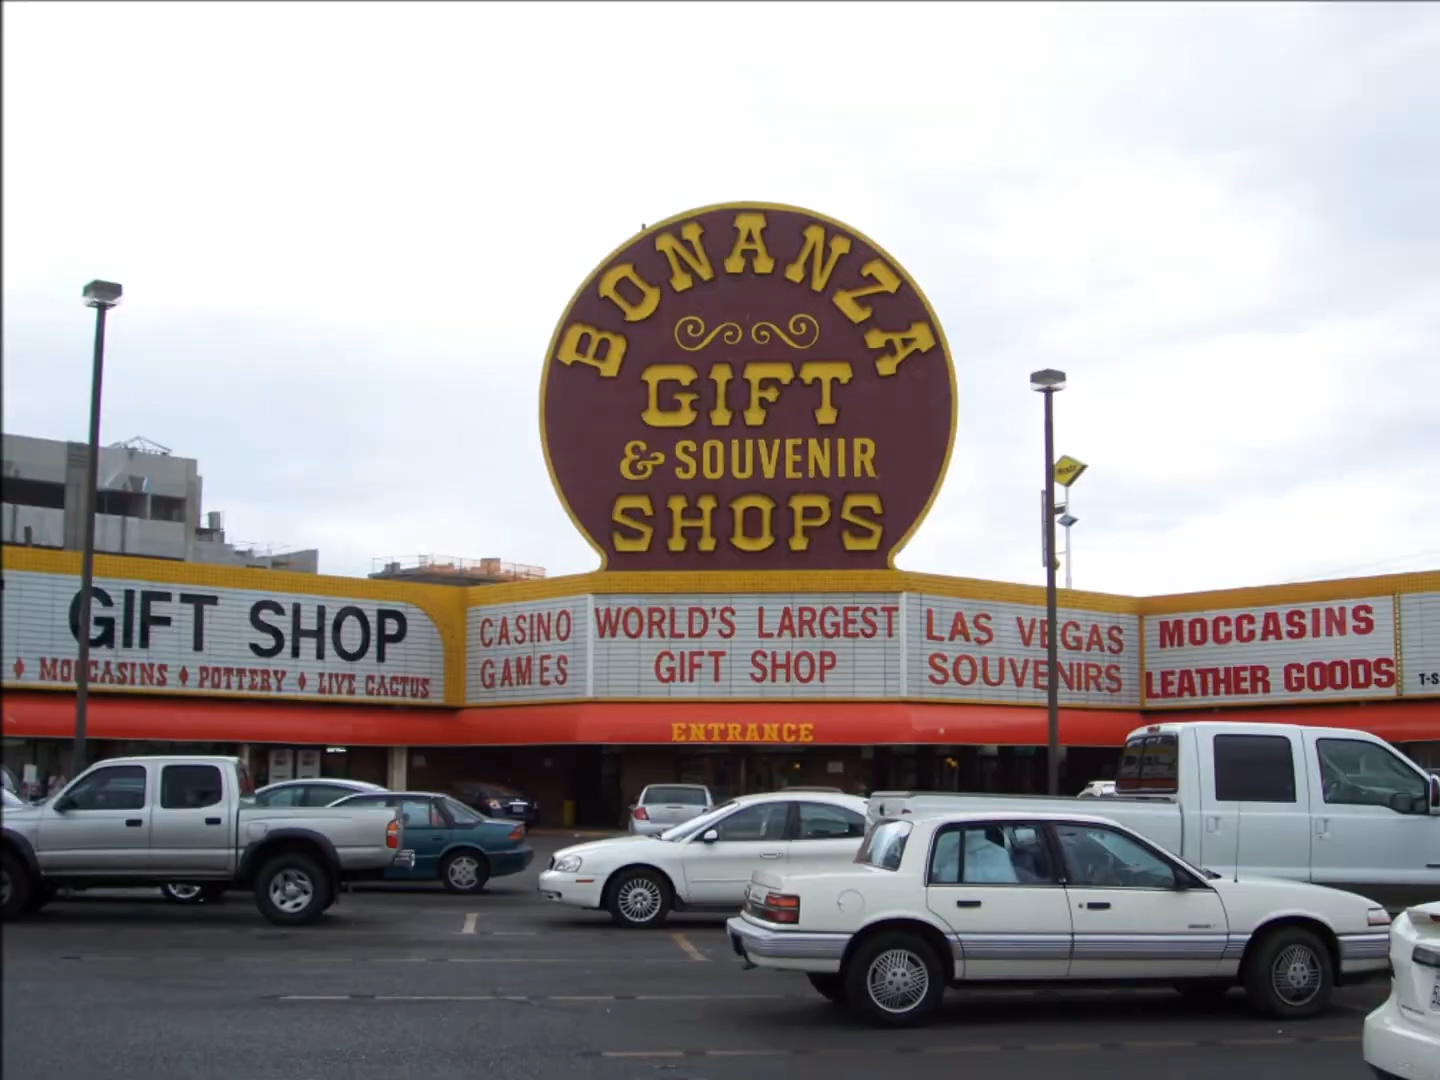 BONANZA
GIFT
& SOUVENIR
SHOPS
GIFT SHOP
♦ MOCCASINS ♦ POTTERY ♦ LIVE CACTUS
CASINO
GAMES
WORLD'S LARGEST
GIFT SHOP
LAS VEGAS
SOUVENIRS
MOCCASINS
LEATHER GOODS
T-S
ENTRANCE